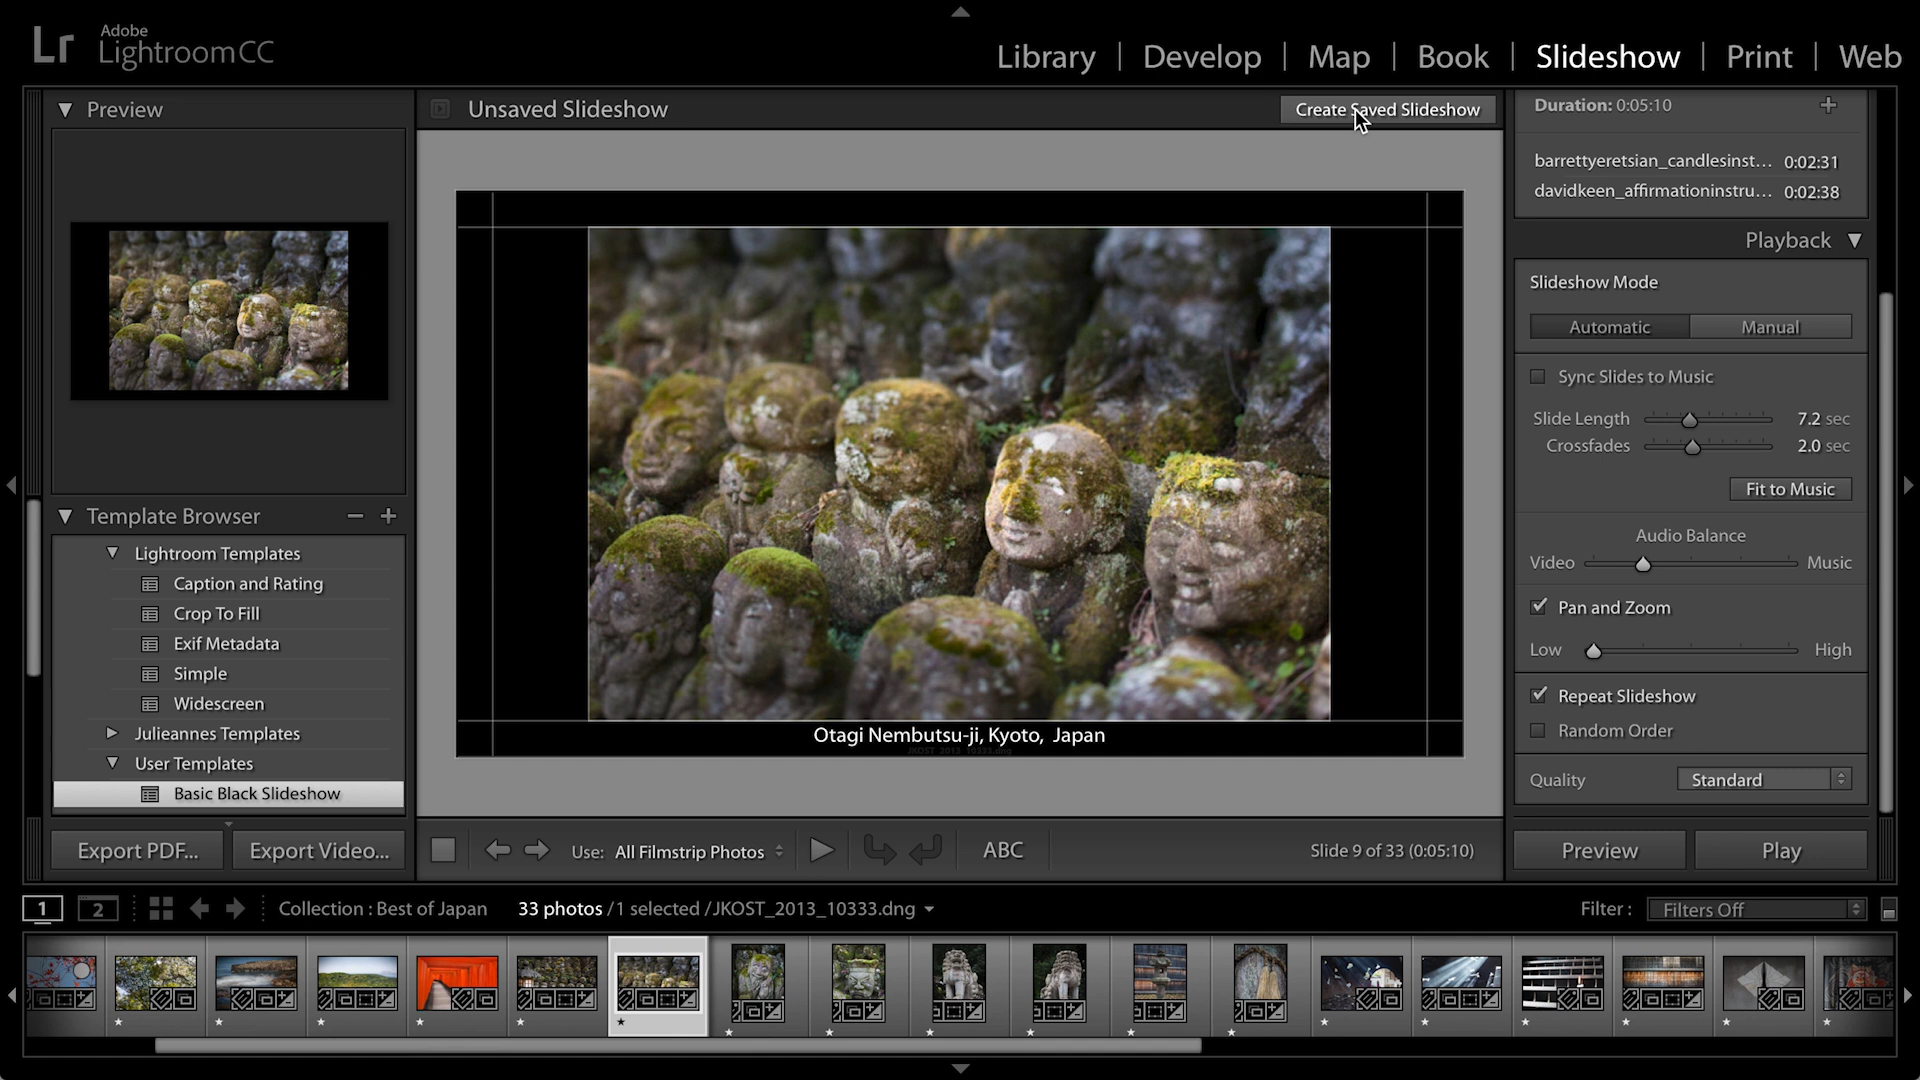 Lr Adobe
Lightroom CC
Library | Develop | Map | Book | Slideshow | Print | Web
Preview
Unsaved Slideshow
Create Saved Slideshow
Template Browser
Lightroom Templates
Caption and Rating
Crop To Fill
Exif Metadata
Simple
Widescreen
Julieannes Templates
User Templates
Basic Black Slideshow
Export PDF...
Export Video...
Otagi Nembutsu-ji, Kyoto, Japan
Use: All Filmstrip Photos
ABC
Slide 9 of 33 (0:05:10)
Duration: 0:05:10
barrettyeretsian_candlesinst... 0:02:31
davidkeen_affirmationinstru... 0:02:38
Playback
Slideshow Mode
Automatic Manual
Sync Slides to Music
Slide Length 7.2 sec
Crossfades 2.0 sec
Fit to Music
Audio Balance
Video Music
Pan and Zoom
Low High
Repeat Slideshow
Random Order
Quality Standard
Preview Play
1 2 Collection : Best of Japan 33 photos / 1 selected / JKOST_2013_10333.dng
Filter : Filters Off